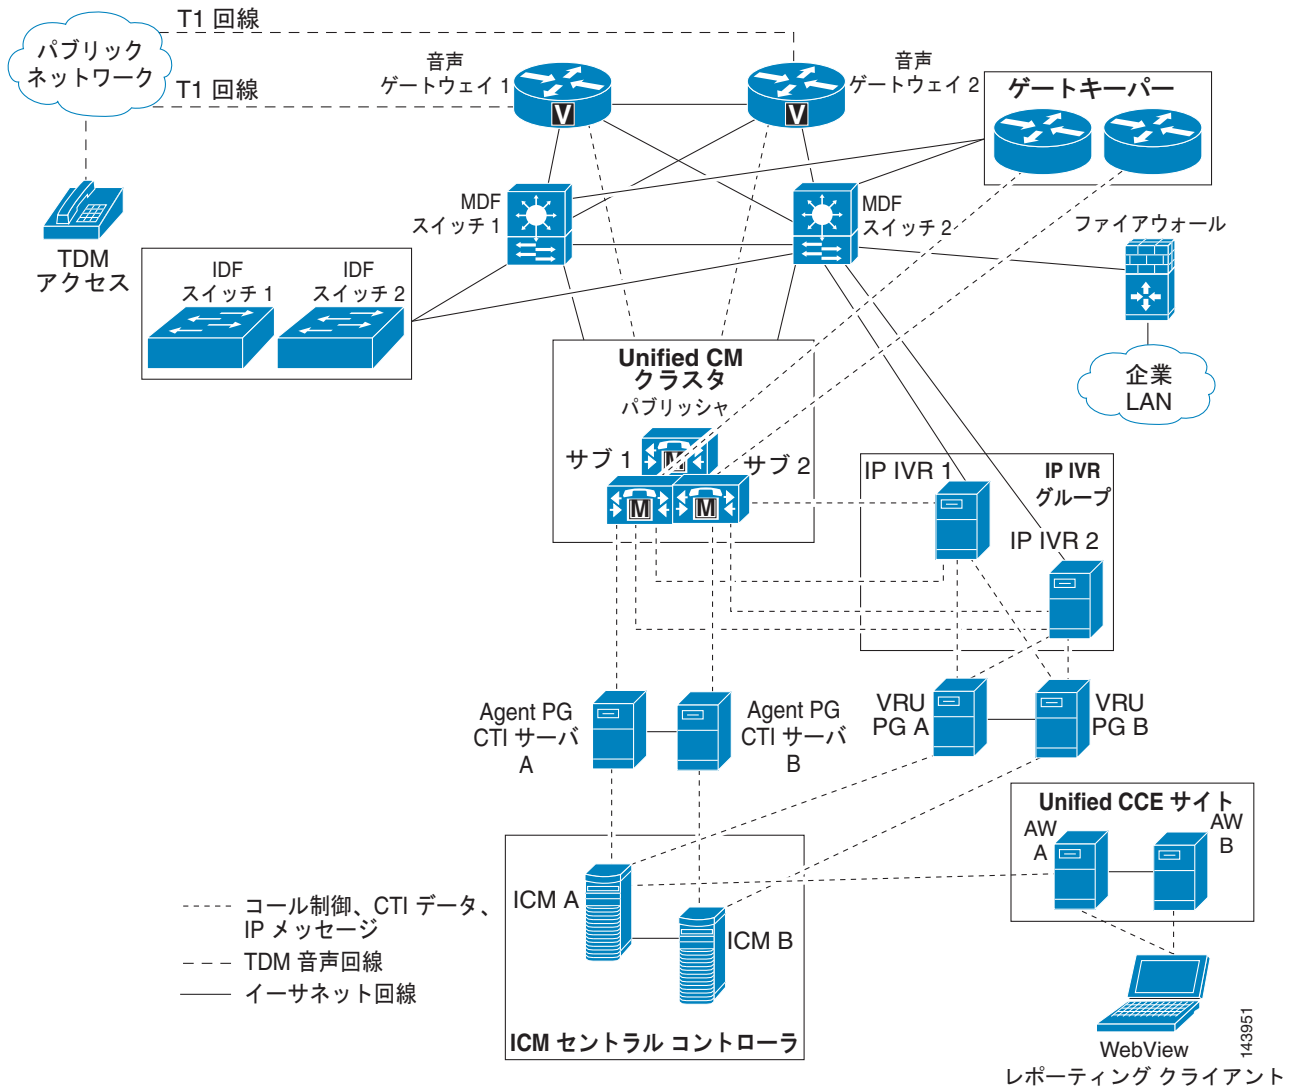 T1 回線
パブリック
ネットワーク
T1 回線
音声
ゲートウェイ 1
音声
ゲートウェイ 2
ゲートキーパー
V
V
TDM
アクセス
MDF
スイッチ 1
MDF
スイッチ 2
ファイアウォール
IDF
スイッチ 1
IDF
スイッチ 2
企業
LAN
Unified CM
クラスタ
パブリッシャ
サブ 1
サブ 2
M
M
M
IP IVR 1
IP IVR
グループ
IP IVR 2
Agent PG
CTI サーバ
A
Agent PG
CTI サーバ
B
VRU
PG A
VRU
PG B
Unified CCE サイト
AW
A
AW
B
ICM A
ICM B
ICM セントラル コントローラ
コール制御、CTI データ、
IP メッセージ
TDM 音声回線
イーサネット回線
WebView
レポーティング クライアント
143951